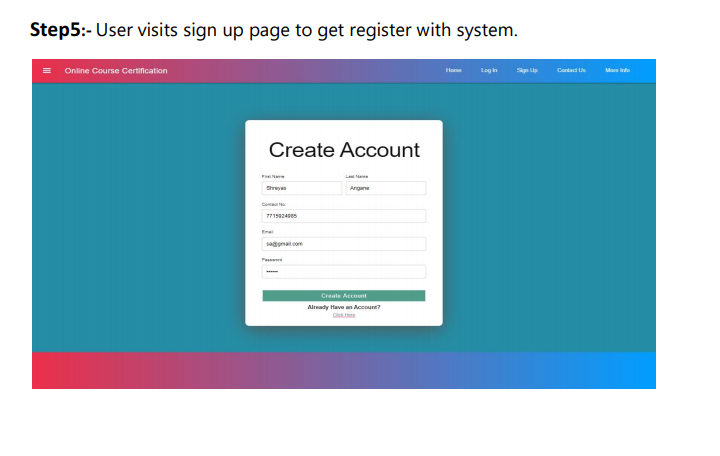 Step5:- User visits sign up page to get register with system.
Online Course Certification Home Log In Sign Up Contact Us More Info
Create Account
First Name Last Name
Shreyas Angane
Contact No:
7715924985
Email
sa@gmail.com
Password
Create Account
Already Have an Account?
Click Here